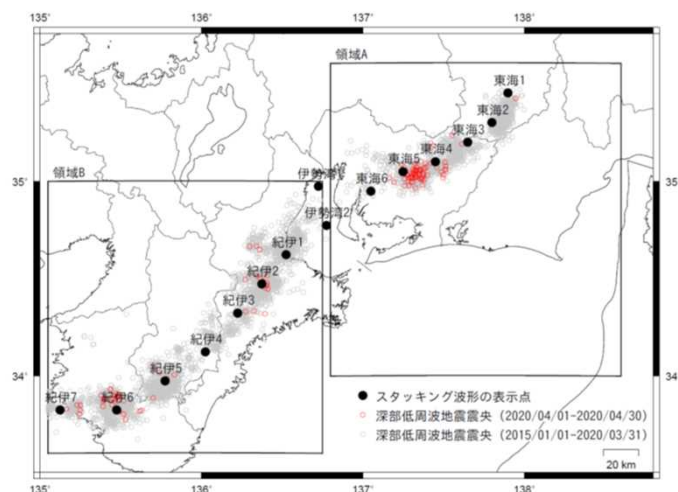 135° 136° 137° 138°
領域A
東海1
東海2
東海3
東海4
東海5
東海6
35° 35°
領域B
伊勢湾1
伊勢湾2
紀伊1
紀伊2
紀伊3
紀伊4
紀伊5
紀伊6
紀伊7
34° 34°
スタッキング波形の表示点
深部低周波地震震央 (2020/04/01-2020/04/30)
深部低周波地震震央 (2015/01/01-2020/03/31)
20 km
135° 136° 137° 138°